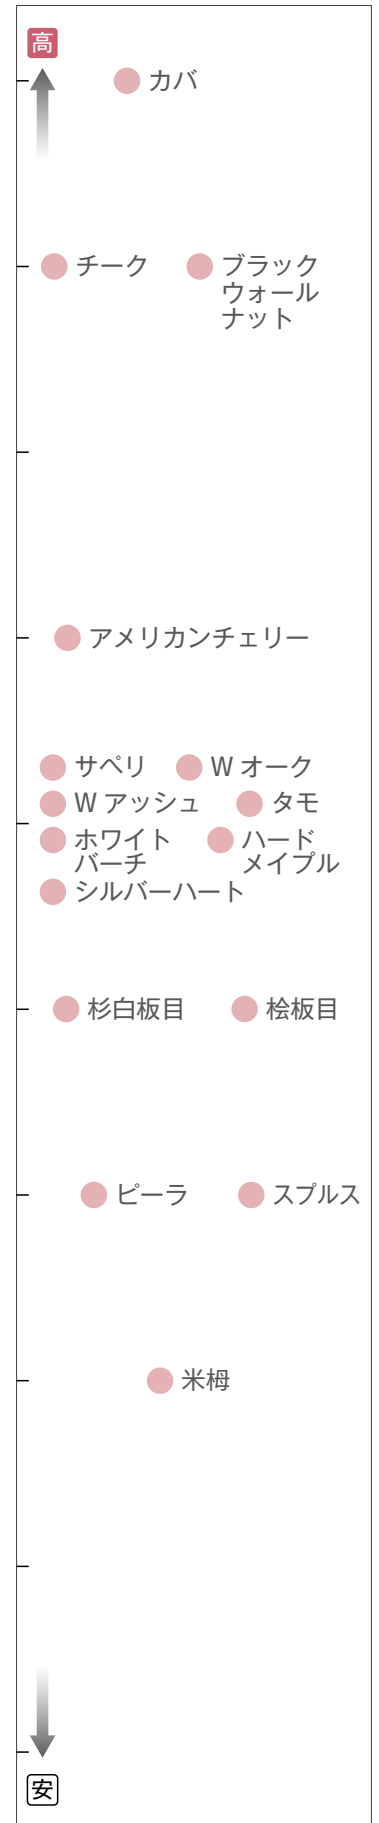 高
カバ
チーク
ブラック
ウォール
ナット
アメリカンチェリー
サペリ
W オーク
W アッシュ
タモ
ホワイト
バーチ
ハード
メイプル
シルバーハート
杉白板目
桧板目
ピーラ
スプルス
米栂
安